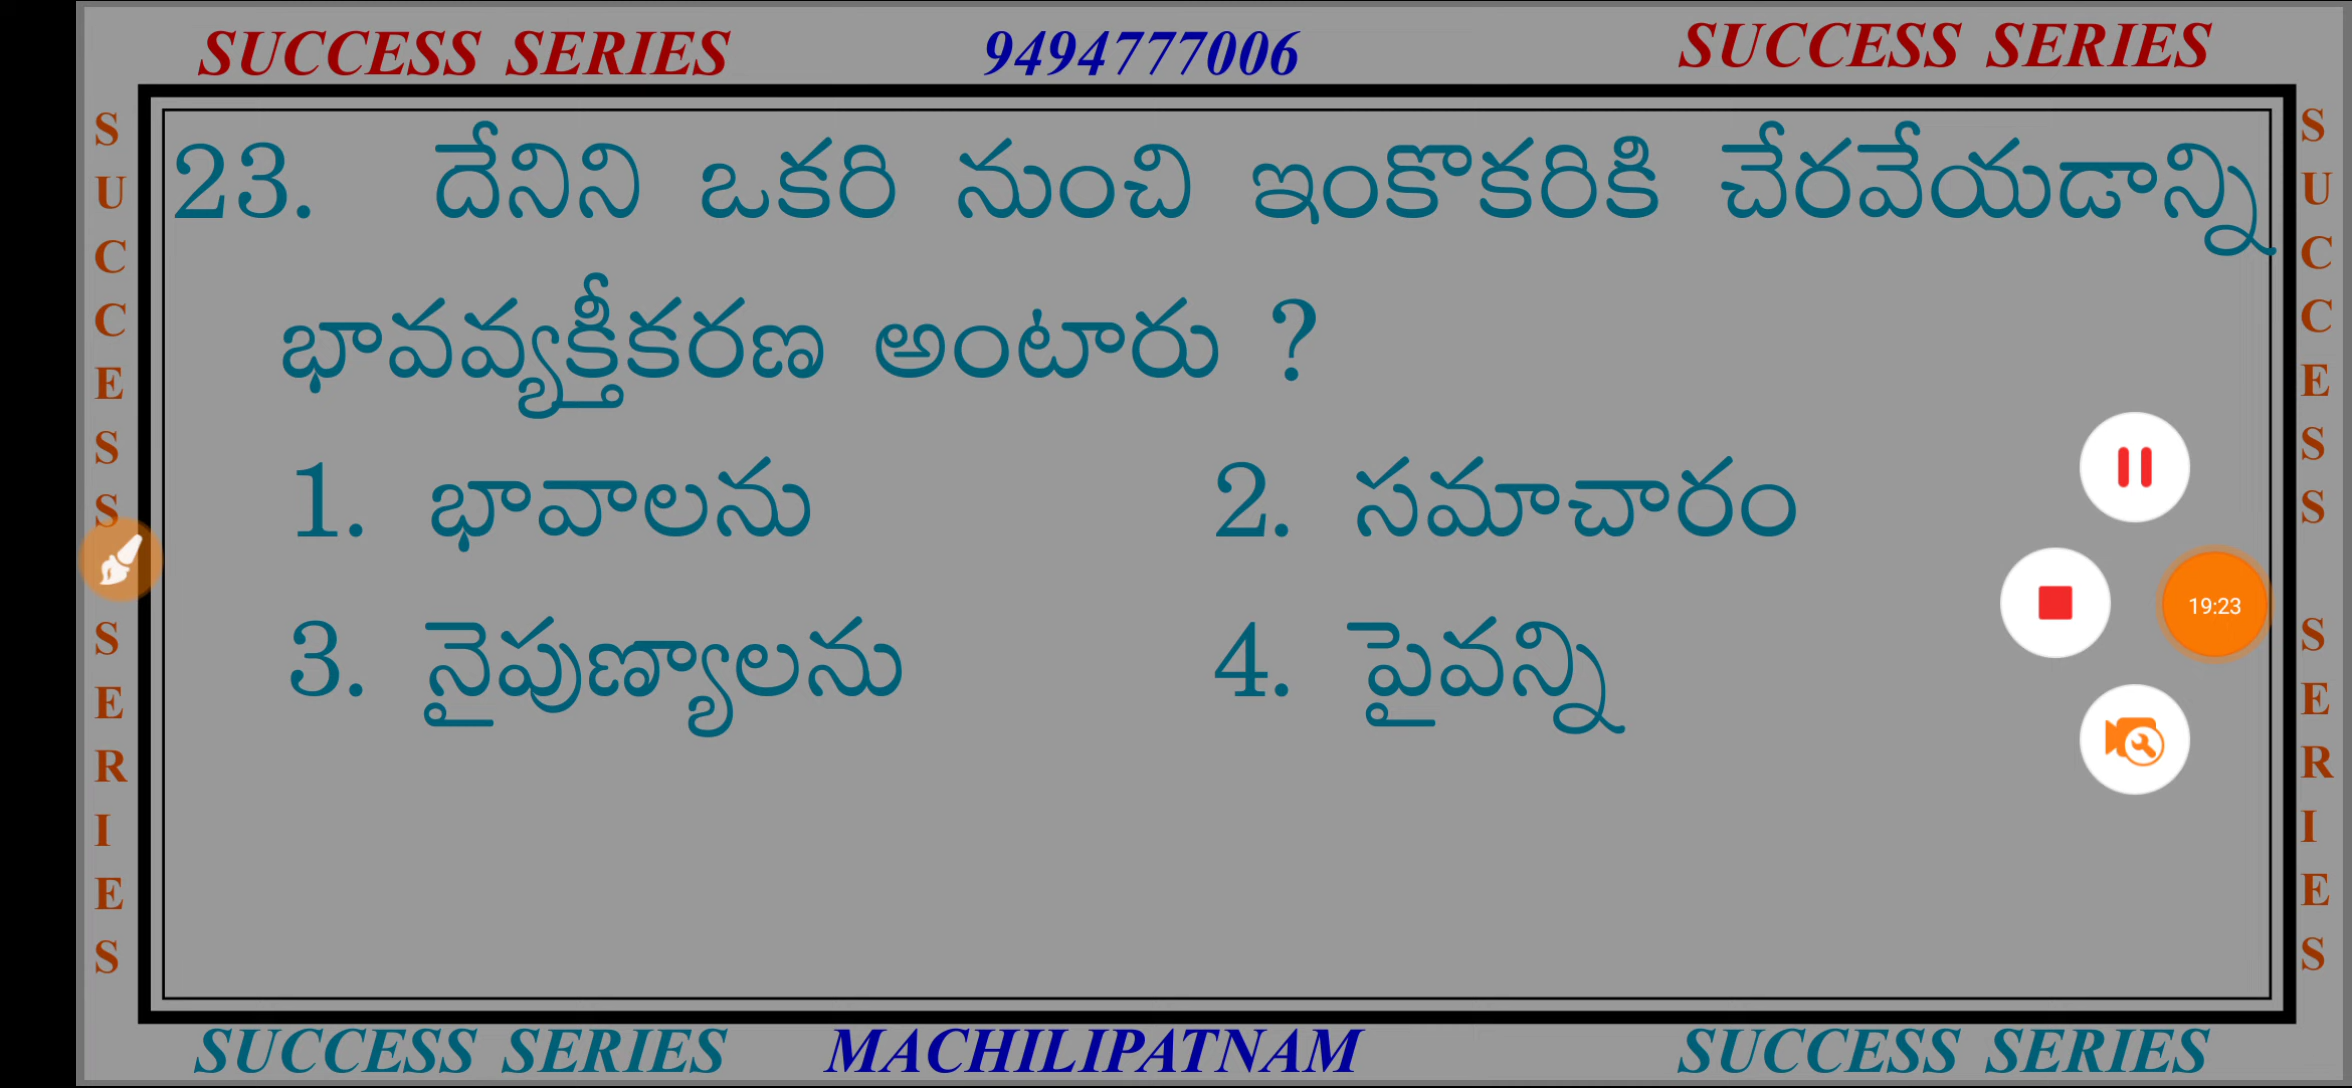 SUCCESS SERIES 9494777006 SUCCESS SERIES
23. దేనిని ఒకరి నుంచి ఇంకొకరికి చేరవేయడాన్ని
భావవ్యక్తీకరణ అంటారు ?
1. భావాలను 2. సమాచారం
3. నైపుణ్యాలను 4. పైవన్ని
19:23
SUCCESS SERIES MACHILIPATNAM SUCCESS SERIES
SUCCESS SERIES
SUCCESS SERIES